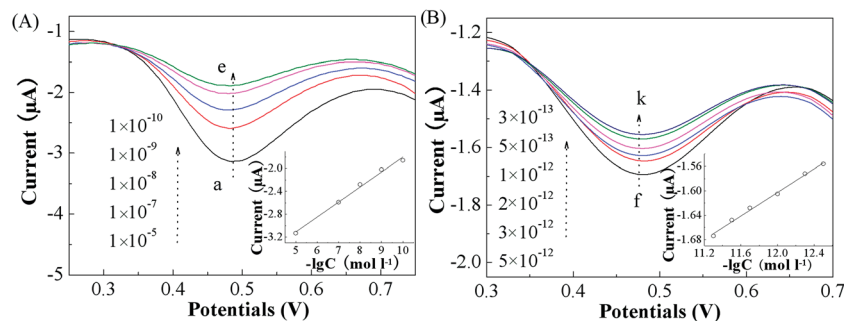 (A)
-1
-2
-3
-4
-5
Current (μA)
e
a
1×10-10
1×10-9
1×10-8
1×10-7
1×10-5
0.3 0.4 0.5 0.6 0.7
Potentials (V)
Current (μA)
-2.0
-2.4
-2.8
-3.2
5 6 7 8 9 10
-lgC (mol l-1)
(B)
-1.2
-1.4
-1.6
-1.8
-2.0
Current (μA)
k
f
3×10-13
5×10-13
1×10-12
2×10-12
3×10-12
5×10-12
0.3 0.4 0.5 0.6 0.7
Potentials (V)
Current (μA)
-1.56
-1.60
-1.64
-1.68
11.2 11.6 12.0 12.4
-lgC (mol l-1)